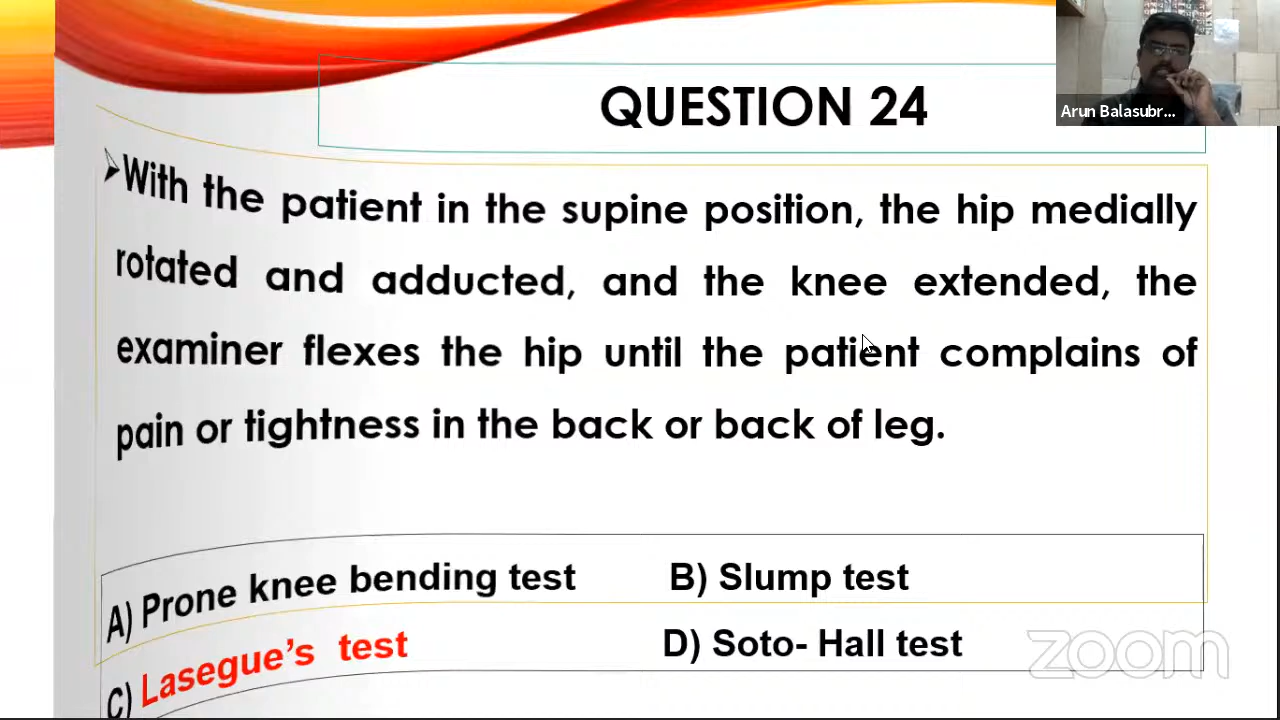 QUESTION 24
Arun Balasubr...
➢With the patient in the supine position, the hip medially
rotated and adducted, and the knee extended, the
examiner flexes the hip until the patient complains of
pain or tightness in the back or back of leg.
A) Prone knee bending test B) Slump test
C) Lasegue's test D) Soto- Hall test
zoom